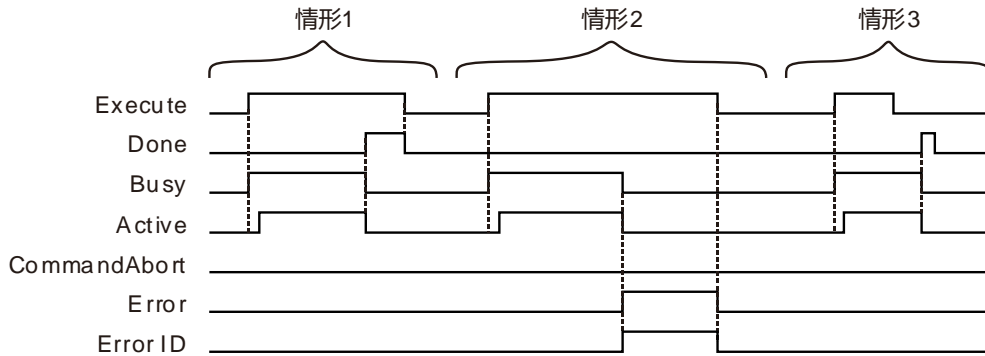 情形1 情形2 情形3
Execute
Done
Busy
Active
CommandAbort
Error
Error ID